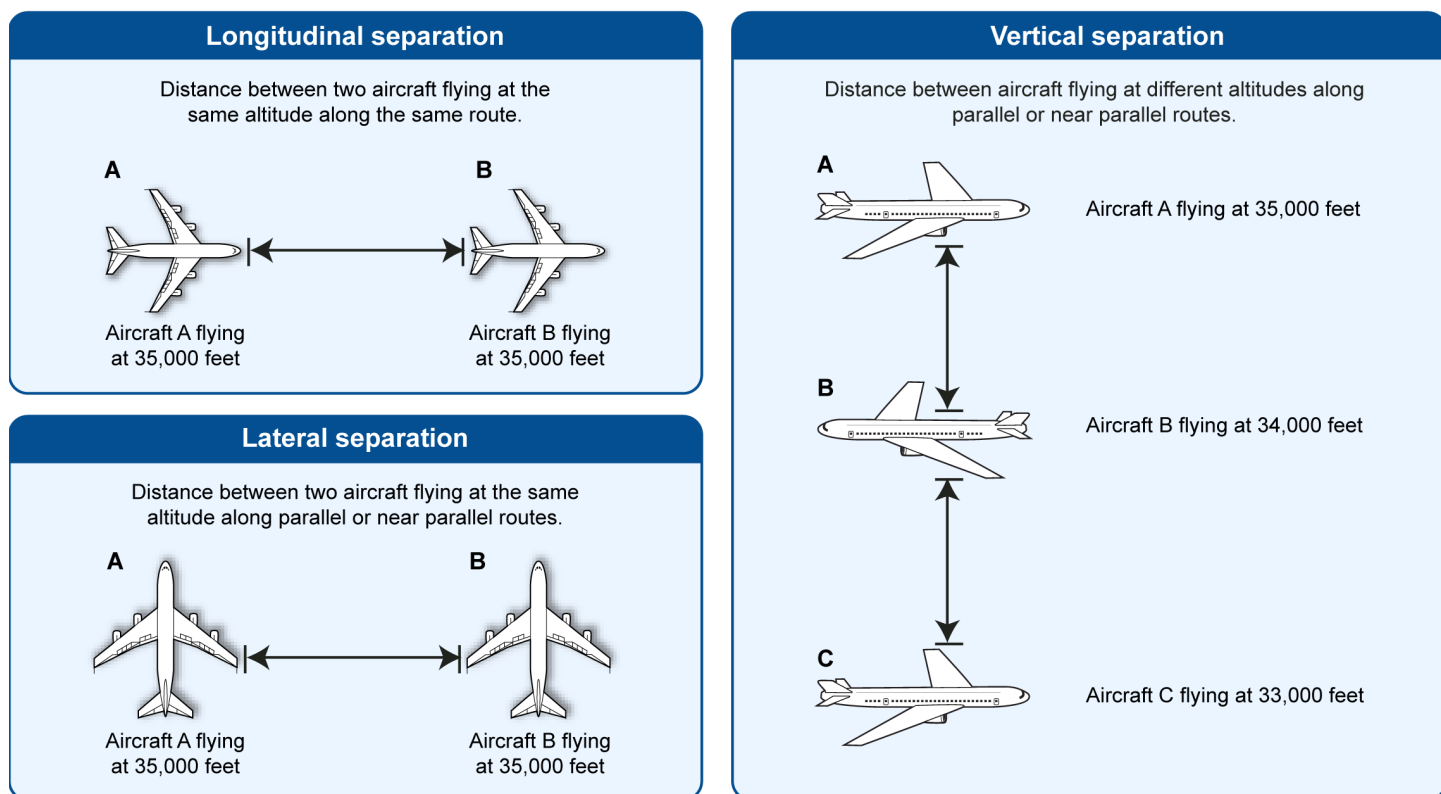 Longitudinal separation
Distance between two aircraft flying at the
same altitude along the same route.
A
B
Aircraft A flying
at 35,000 feet
Aircraft B flying
at 35,000 feet
Lateral separation
Distance between two aircraft flying at the same
altitude along parallel or near parallel routes.
A
B
Aircraft A flying
at 35,000 feet
Aircraft B flying
at 35,000 feet
Vertical separation
Distance between aircraft flying at different altitudes along
parallel or near parallel routes.
A
Aircraft A flying at 35,000 feet
B
Aircraft B flying at 34,000 feet
C
Aircraft C flying at 33,000 feet